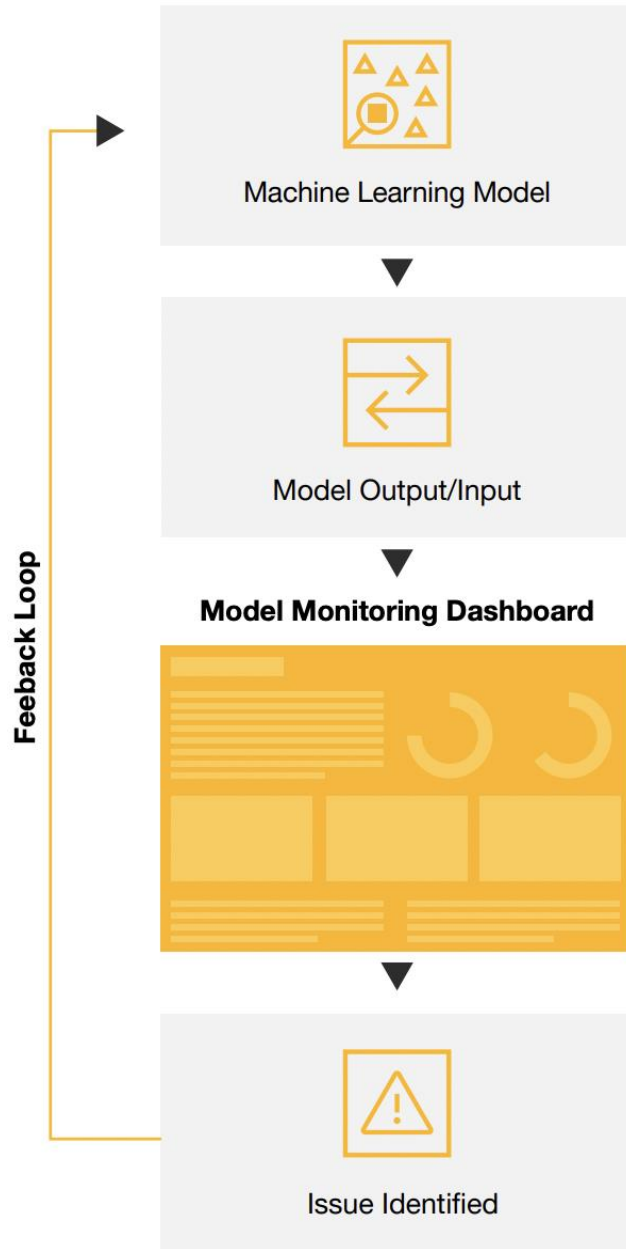 Machine Learning Model
Model Output/Input
Model Monitoring Dashboard
Feeback Loop
Issue Identified